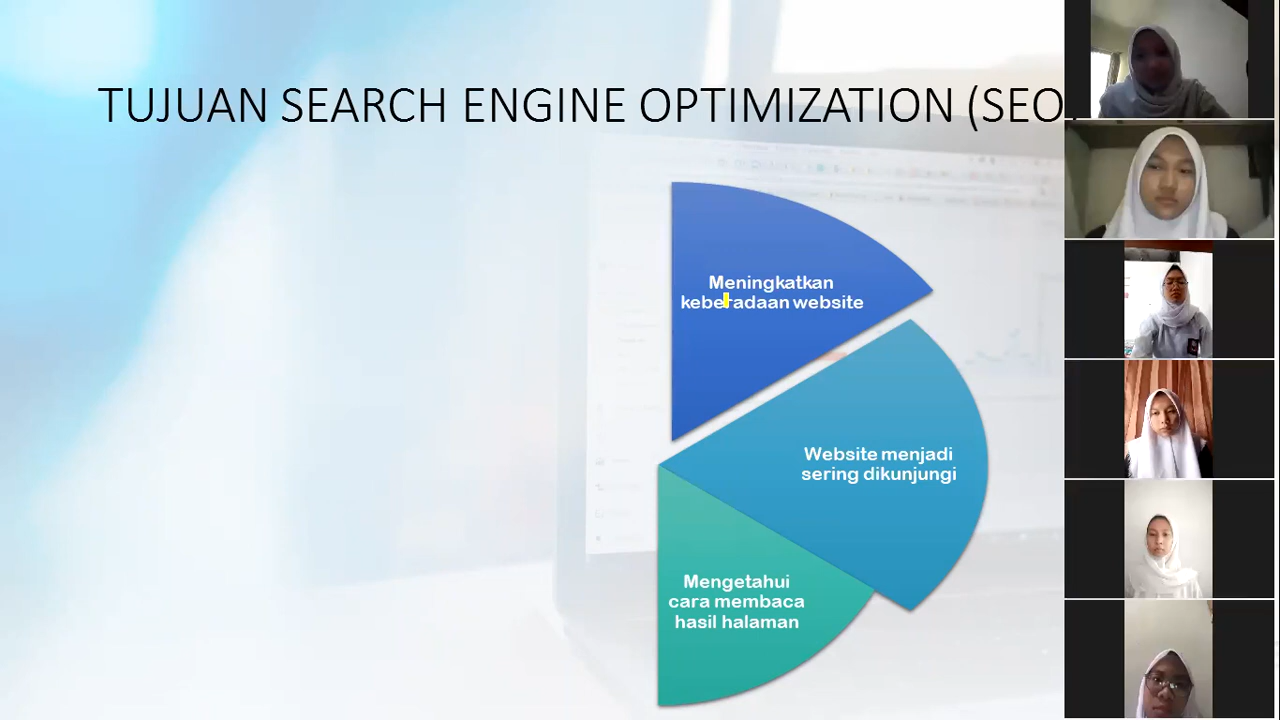 TUJUAN SEARCH ENGINE OPTIMIZATION (SEO)
Meningkatkan
keberadaan website
Website menjadi
sering dikunjungi
Mengetahui
cara membaca
hasil halaman